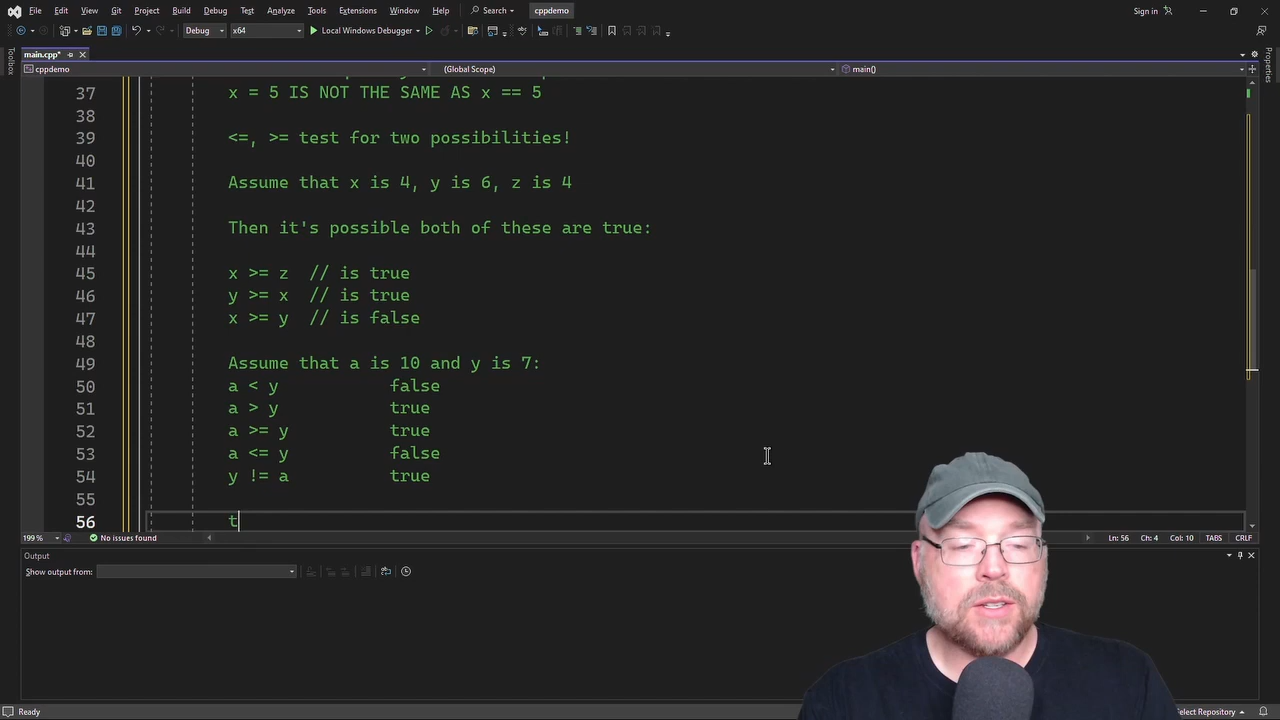 File Edit View Git Project Build Debug Test Analyze Tools Extensions Window Help Search cppdemo Sign in
Debug x64 Local Windows Debugger
Toolbox
main.cpp*
Properties
cppdemo (Global Scope) main()
37 x = 5 IS NOT THE SAME AS x == 5
38
39 <=, >= test for two possibilities!
40
41 Assume that x is 4, y is 6, z is 4
42
43 Then it's possible both of these are true:
44
45 x >= z // is true
46 y >= x // is true
47 x >= y // is false
48
49 Assume that a is 10 and y is 7:
50 a < y false
51 a > y true
52 a >= y true
53 a <= y false
54 y != a true
55
56 t
199 % No issues found Ln: 56 Ch: 4 Col: 10 TABS CRLF
Output
Show output from:
Ready Select Repository